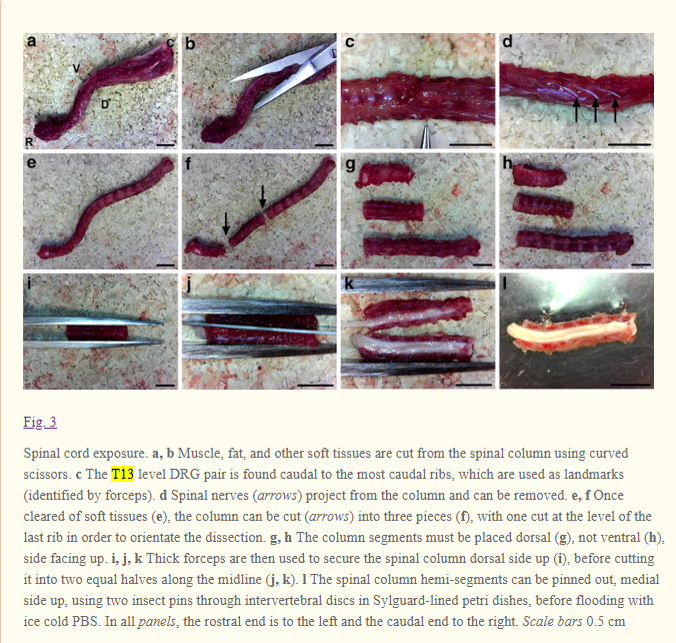 a
b
c
d
V
C
D
R
e
f
g
h
i
j
k
l
Fig. 3
Spinal cord exposure. a, b Muscle, fat, and other soft tissues are cut from the spinal column using curved
scissors. c The T13 level DRG pair is found caudal to the most caudal ribs, which are used as landmarks
(identified by forceps). d Spinal nerves (arrows) project from the column and can be removed. e, f Once
cleared of soft tissues (e), the column can be cut (arrows) into three pieces (f), with one cut at the level of the
last rib in order to orientate the dissection. g, h The column segments must be placed dorsal (g), not ventral (h),
side facing up. i, j, k Thick forceps are then used to secure the spinal column dorsal side up (i), before cutting
it into two equal halves along the midline (j, k). l The spinal column hemi-segments can be pinned out, medial
side up, using two insect pins through intervertebral discs in Sylguard-lined petri dishes, before flooding with
ice cold PBS. In all panels, the rostral end is to the left and the caudal end to the right. Scale bars 0.5 cm